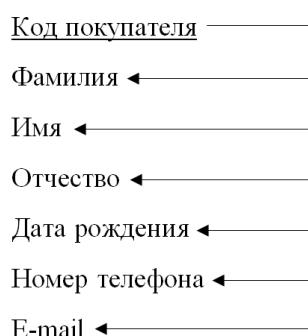 Код покупателя
Фамилия
Имя
Отчество
Дата рождения
Номер телефона
E-mail